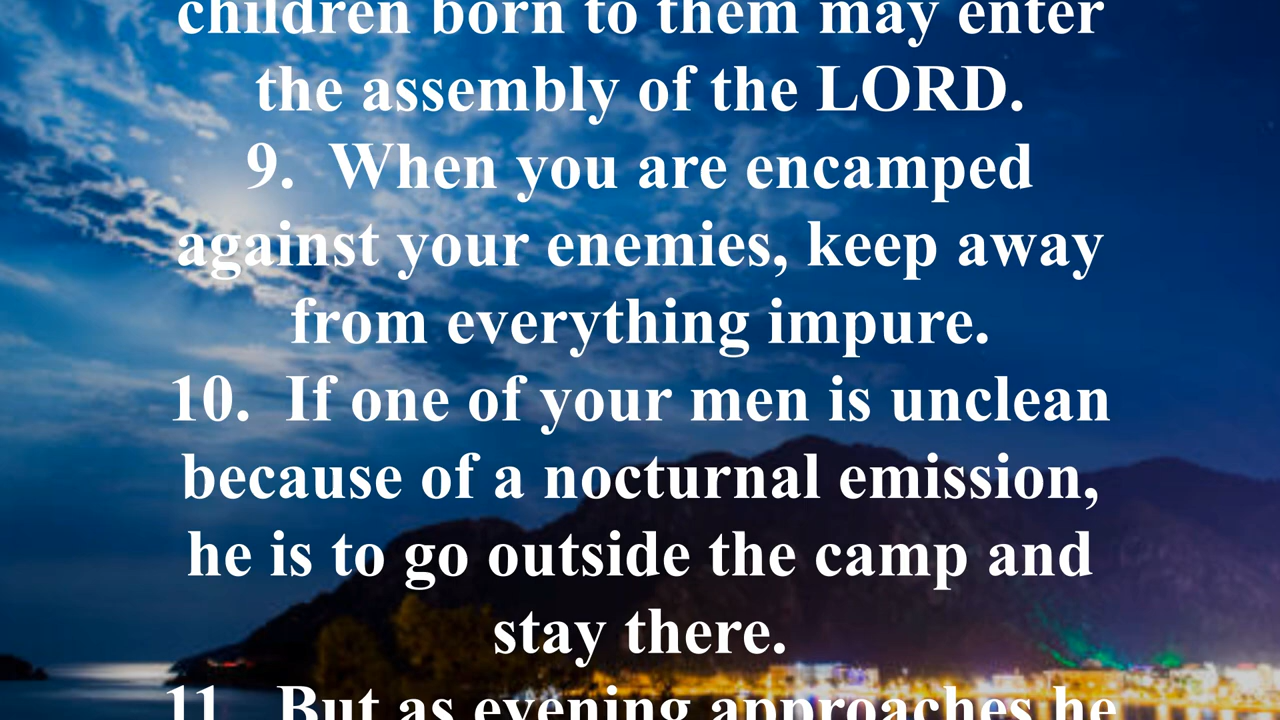 children born to them may enter
the assembly of the LORD.
9.  When you are encamped
against your enemies, keep away
from everything impure.
10.  If one of your men is unclean
because of a nocturnal emission,
he is to go outside the camp and
stay there.
11.  But as evening approaches he